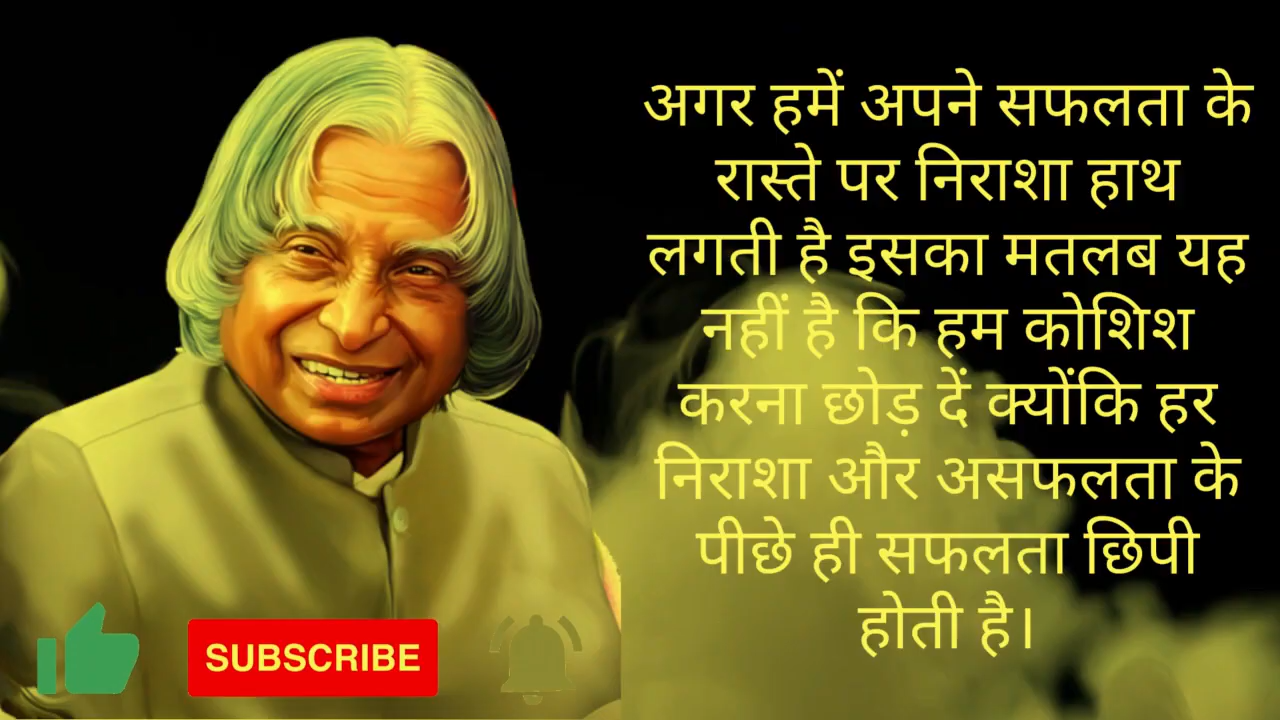 अगर हमें अपने सफलता के
रास्ते पर निराशा हाथ
लगती है इसका मतलब यह
नहीं है कि हम कोशिश
करना छोड़ दें क्योंकि हर
निराशा और असफलता के
पीछे ही सफलता छिपी
होती है।
SUBSCRIBE